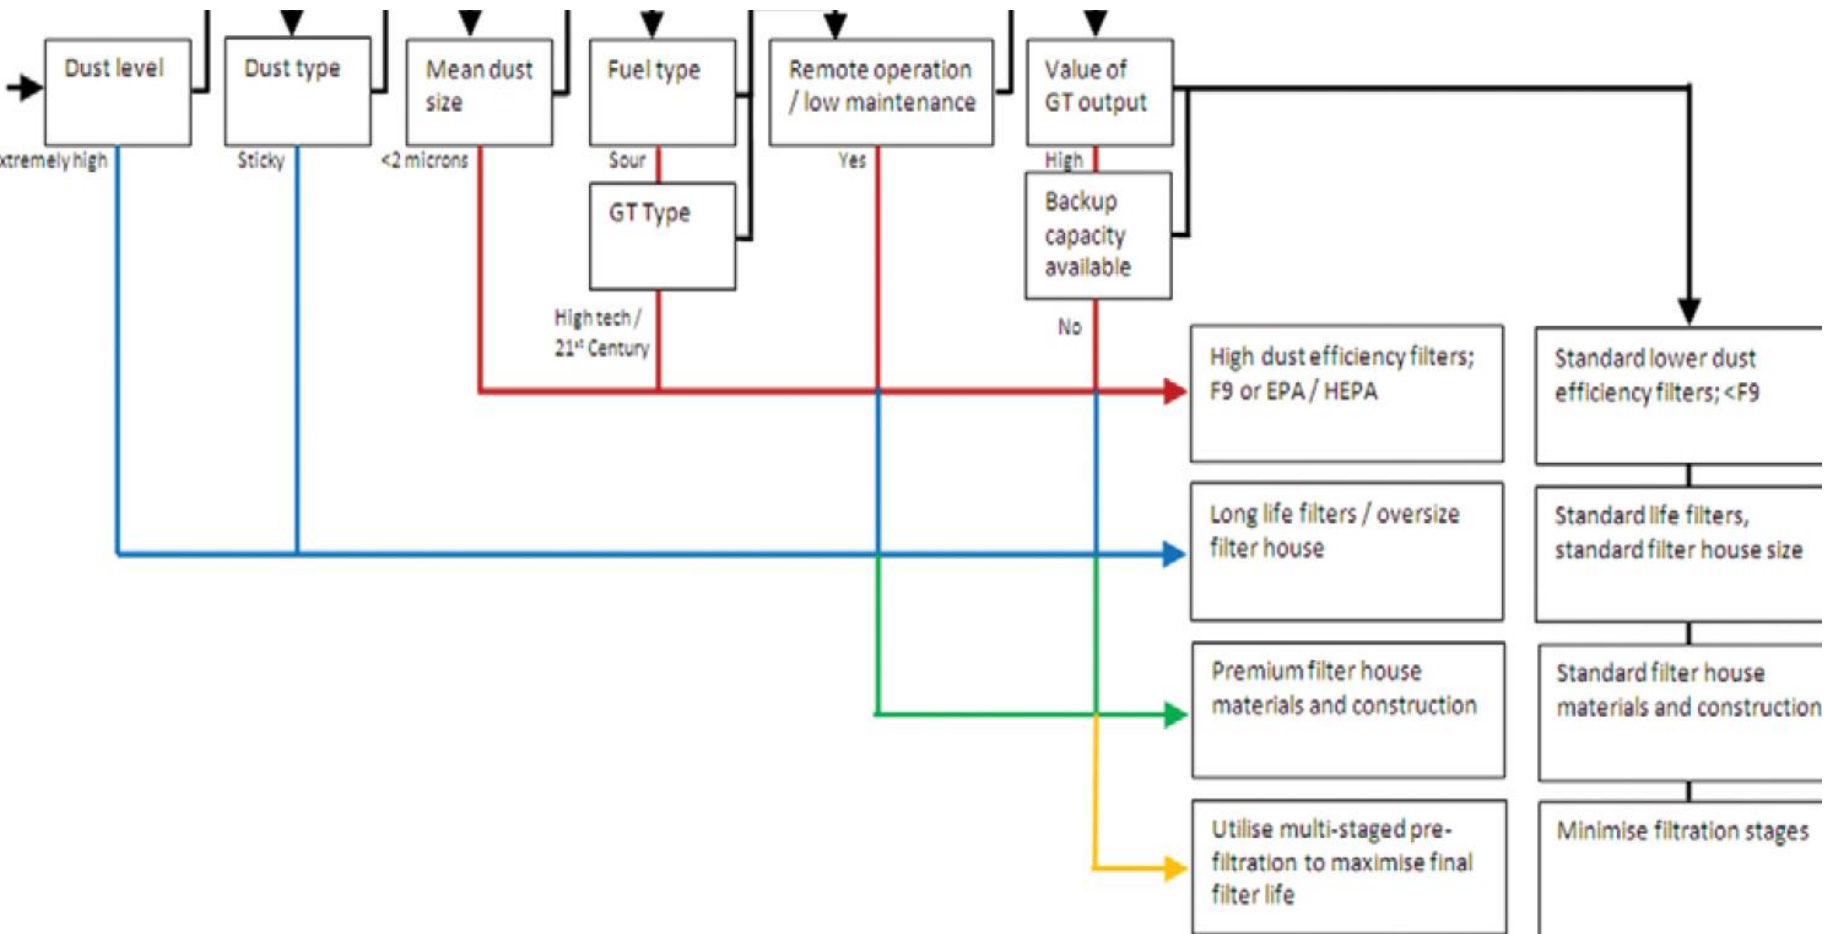 Dust level
Dust type
Mean dust
size
Fuel type
Remote operation
/ low maintenance
Value of
GT output
xtremely high
Sticky
<2 microns
Sour
Yes
High
GT Type
Backup
capacity
available
High tech /
21st Century
No
High dust efficiency filters;
F9 or EPA / HEPA
Standard lower dust
efficiency filters; <F9
Long life filters / oversize
filter house
Standard life filters,
standard filter house size
Premium filter house
materials and construction
Standard filter house
materials and construction
Utilise multi-staged pre-
filtration to maximise final
filter life
Minimise filtration stages